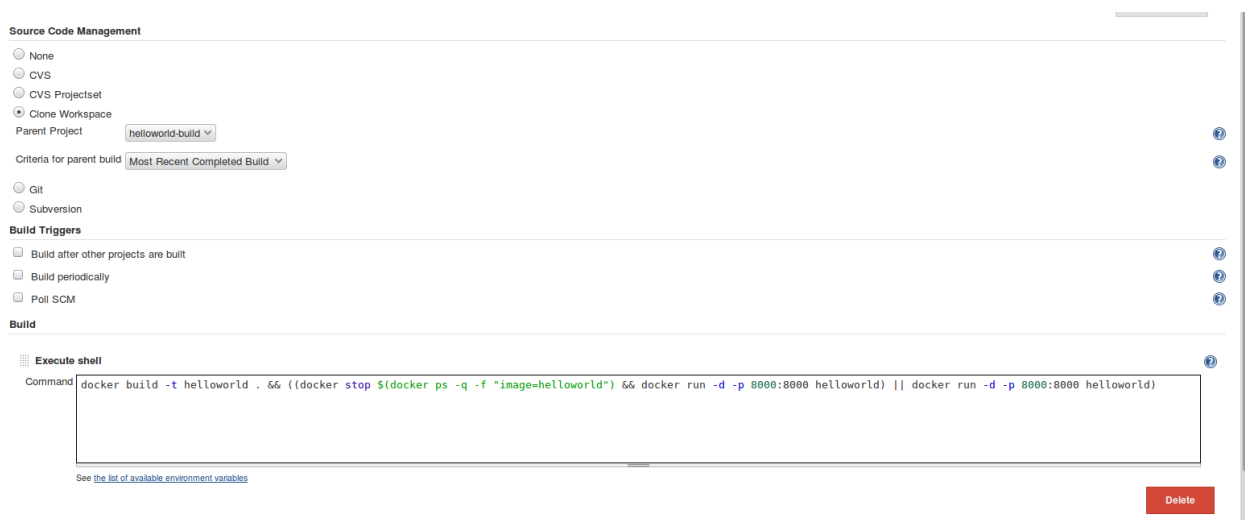 Source Code Management
None
CVS
CVS Projectset
Clone Workspace
Parent Project helloworld-build
Criteria for parent build Most Recent Completed Build
Git
Subversion
Build Triggers
Build after other projects are built
Build periodically
Poll SCM
Build
Execute shell
Command docker build -t helloworld . && ((docker stop $(docker ps -q -f "image=helloworld") && docker run -d -p 8000:8000 helloworld) || docker run -d -p 8000:8000 helloworld)
See the list of available environment variables
Delete